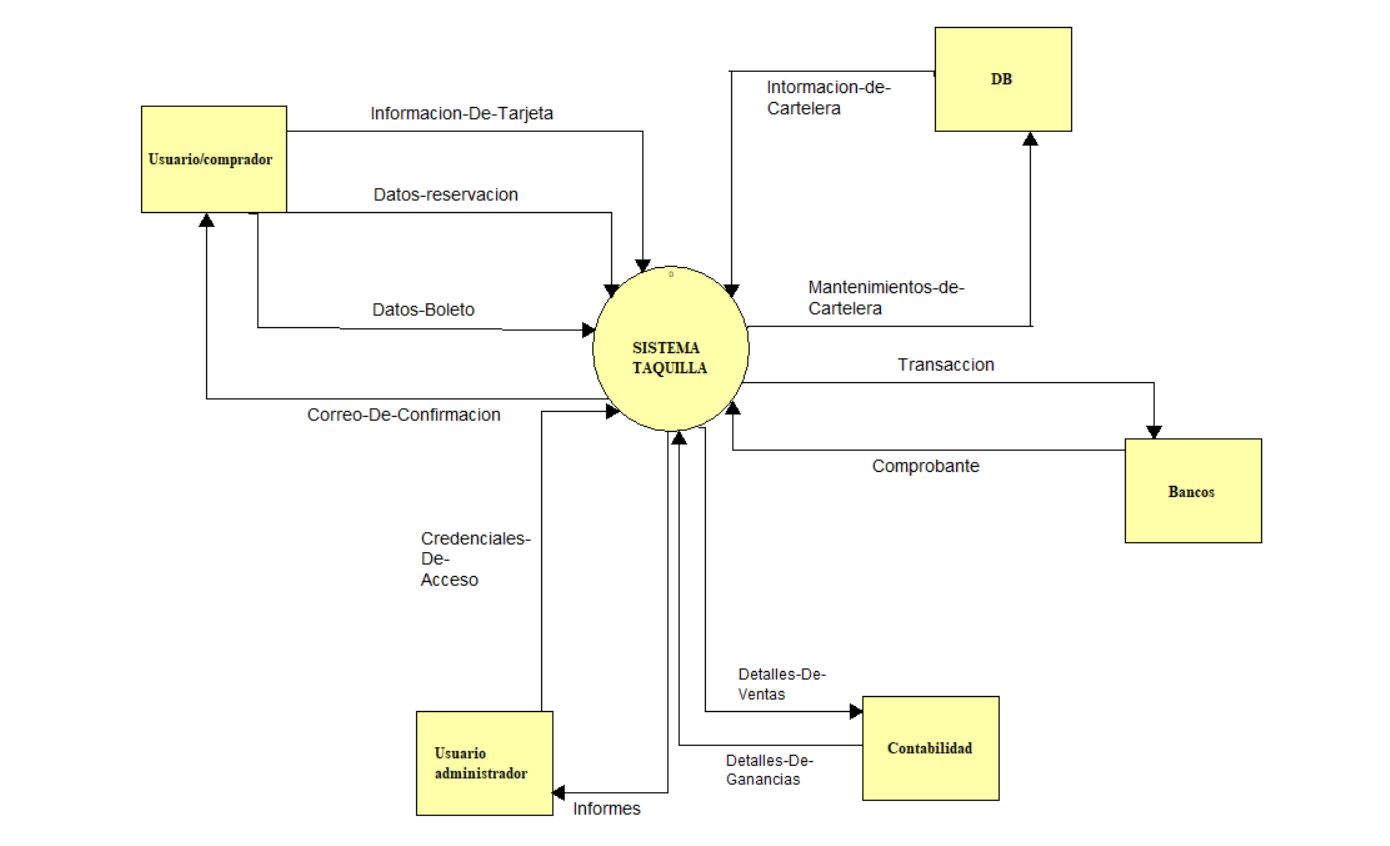 DB
Intormacion-de-
Cartelera
Informacion-De-Tarjeta
Usuario/comprador
Datos-reservacion
0
Mantenimientos-de-
Cartelera
Datos-Boleto
SISTEMA
TAQUILLA
Transaccion
Correo-De-Confirmacion
Comprobante
Bancos
Credenciales-
De-
Acceso
Detalles-De-
Ventas
Usuario
administrador
Contabilidad
Detalles-De-
Ganancias
Informes